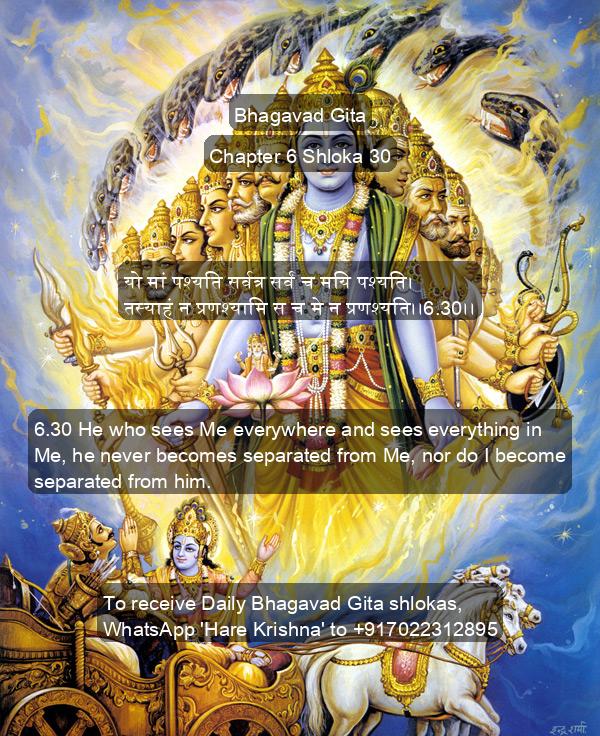 Bhagavad Gita
Chapter 6 Shloka 30
यो मां पश्यति सर्वत्र सर्वं च मयि पश्यति।
तस्याहं न प्रणश्यामि स च मे न प्रणश्यति।।6.30।।
6.30 He who sees Me everywhere and sees everything in
Me, he never becomes separated from Me, nor do I become
separated from him.
To receive Daily Bhagavad Gita shlokas,
WhatsApp 'Hare Krishna' to +917022312895
इन्द्र शर्मा